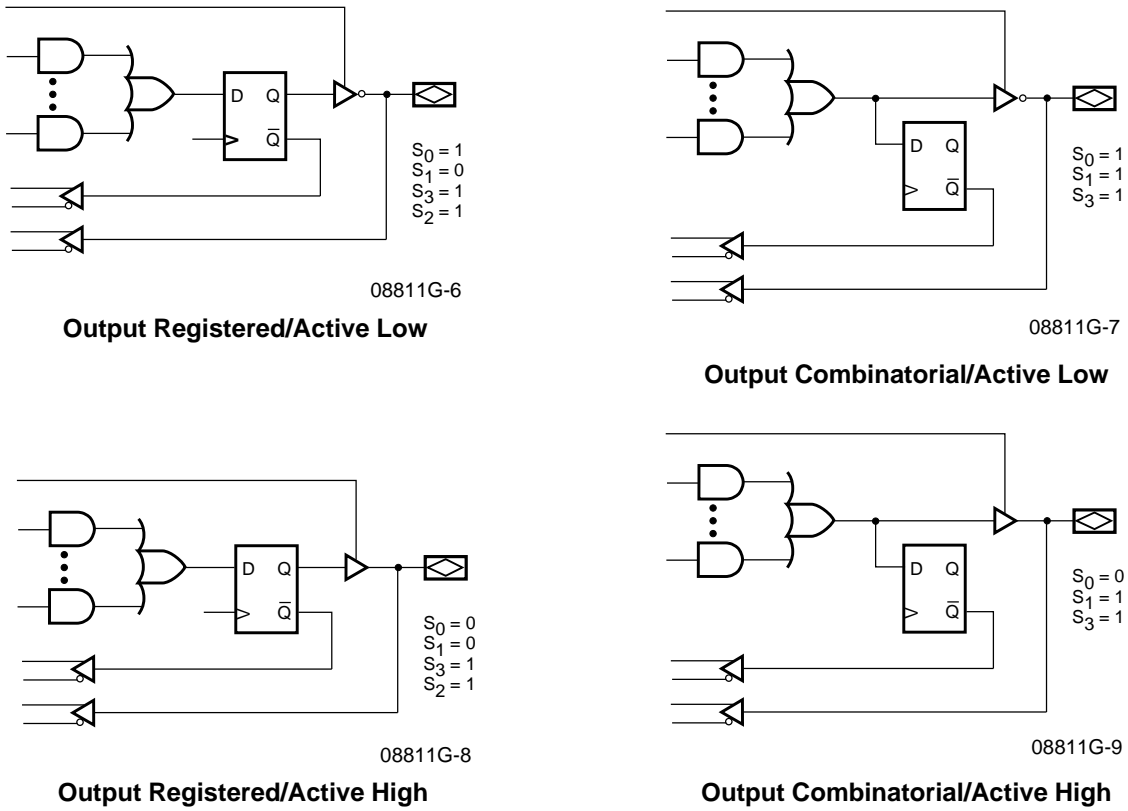 D Q
Q̅
S0 = 1
S1 = 0
S3 = 1
S2 = 1
08811G-6
Output Registered/Active Low
D Q
Q̅
S0 = 1
S1 = 1
S3 = 1
08811G-7
Output Combinatorial/Active Low
D Q
Q̅
S0 = 0
S1 = 0
S3 = 1
S2 = 1
08811G-8
Output Registered/Active High
D Q
Q̅
S0 = 0
S1 = 1
S3 = 1
08811G-9
Output Combinatorial/Active High